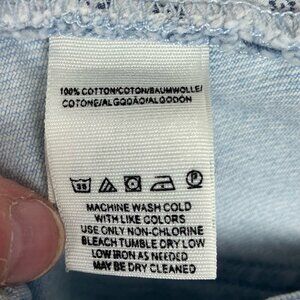 100% COTTON/COTON/BAUMWOLLE/
COTONE/ALGODÃO/ALGODON
MACHINE WASH COLD
WITH LIKE COLORS
USE ONLY NON-CHLORINE
BLEACH TUMBLE DRY LOW
LOW IRON AS NEEDED
MAY BE DRY CLEANED